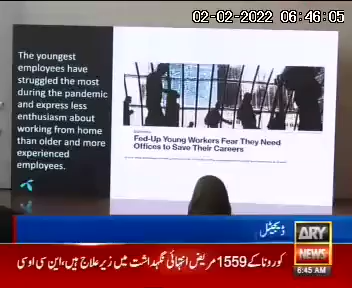 02-02-2022 06:46:05
The youngest
employees have
struggled the most
during the pandemic
and express less
enthusiasm about
working from home
than older and more
experienced
employees.
Fed-Up Young Workers Fear They Need
Offices to Save Their Careers
ڈیجیٹل
ARY
NEWS
6:45 AM
کورونا کے 1559 مریض انتہائی نگہداشت میں زیر علاج ہیں، این سی او سی